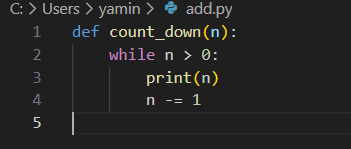 C: > Users > yamin > add.py
1 def count_down(n):
2     while n > 0:
3         print(n)
4         n -= 1
5